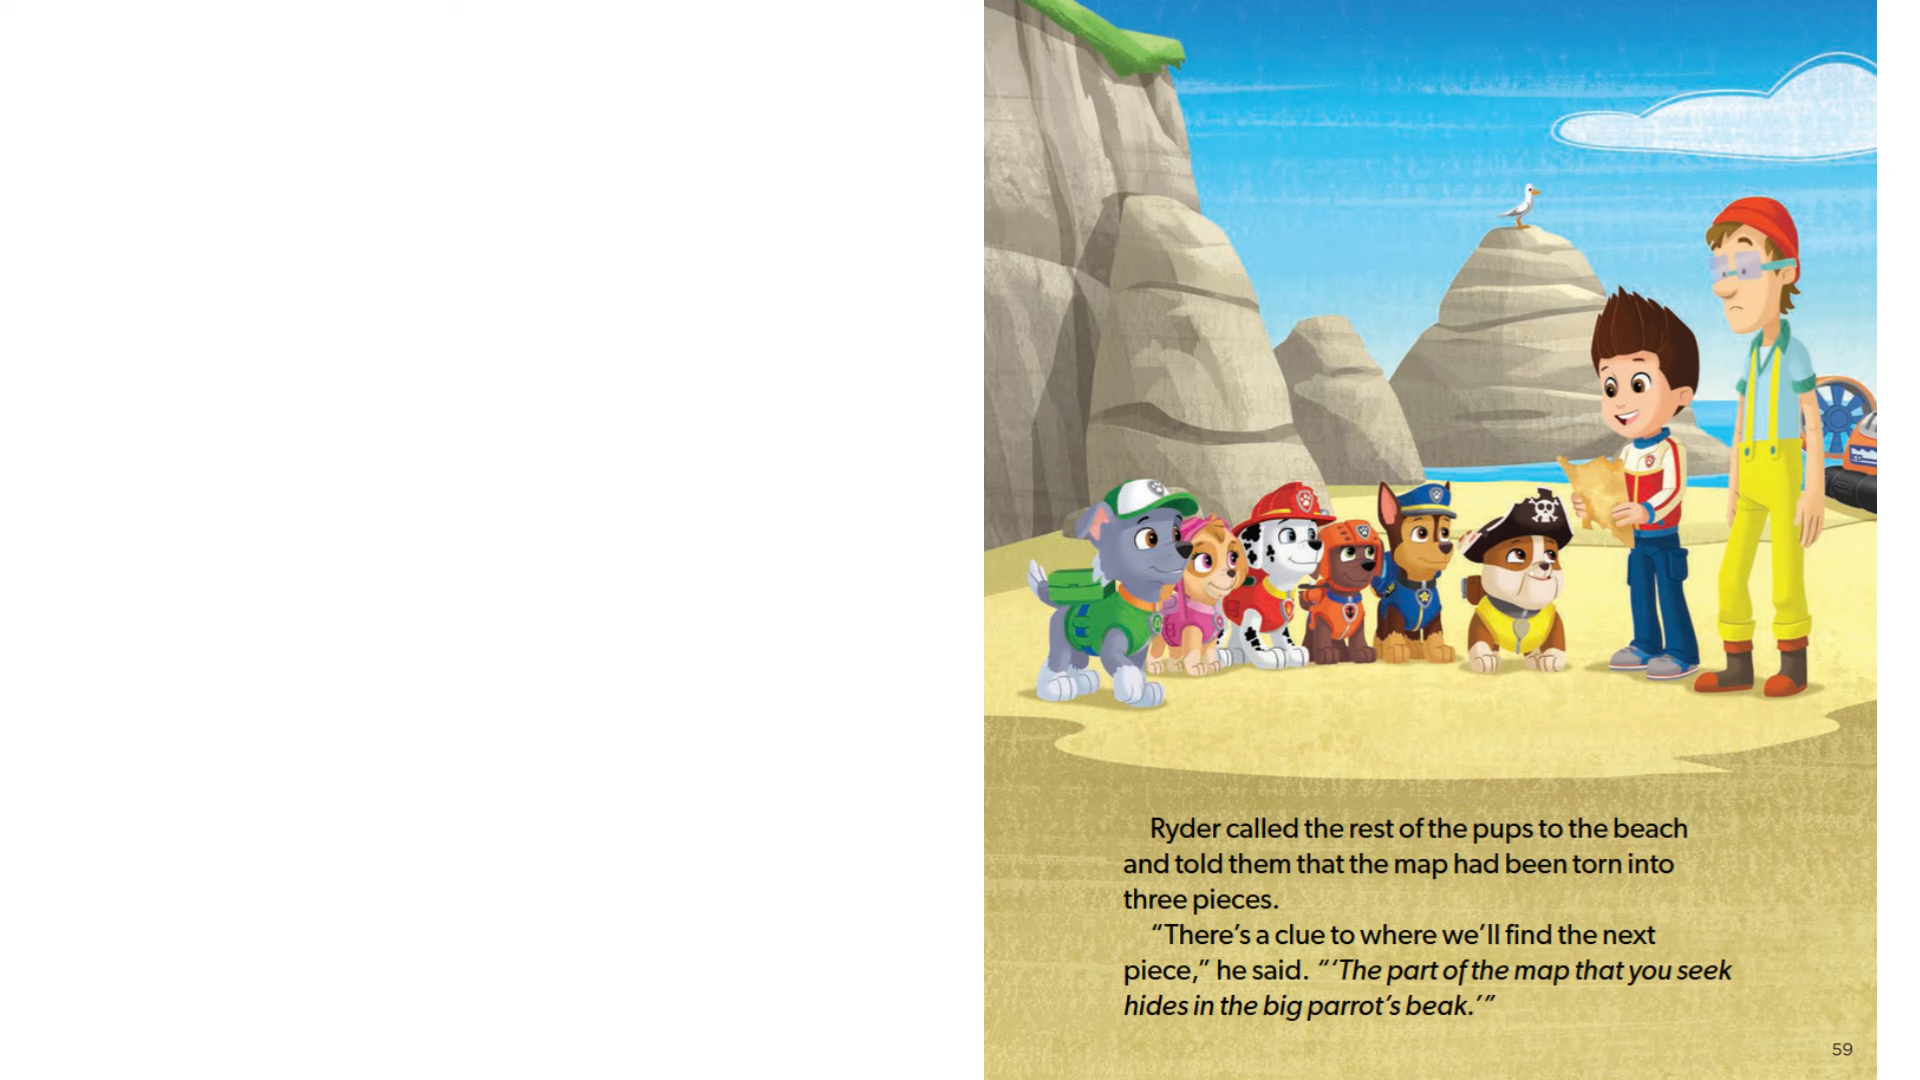 Ryder called the rest of the pups to the beach
and told them that the map had been torn into
three pieces.
“There’s a clue to where we’ll find the next
piece,” he said. “‘The part of the map that you seek
hides in the big parrot’s beak.’”
59